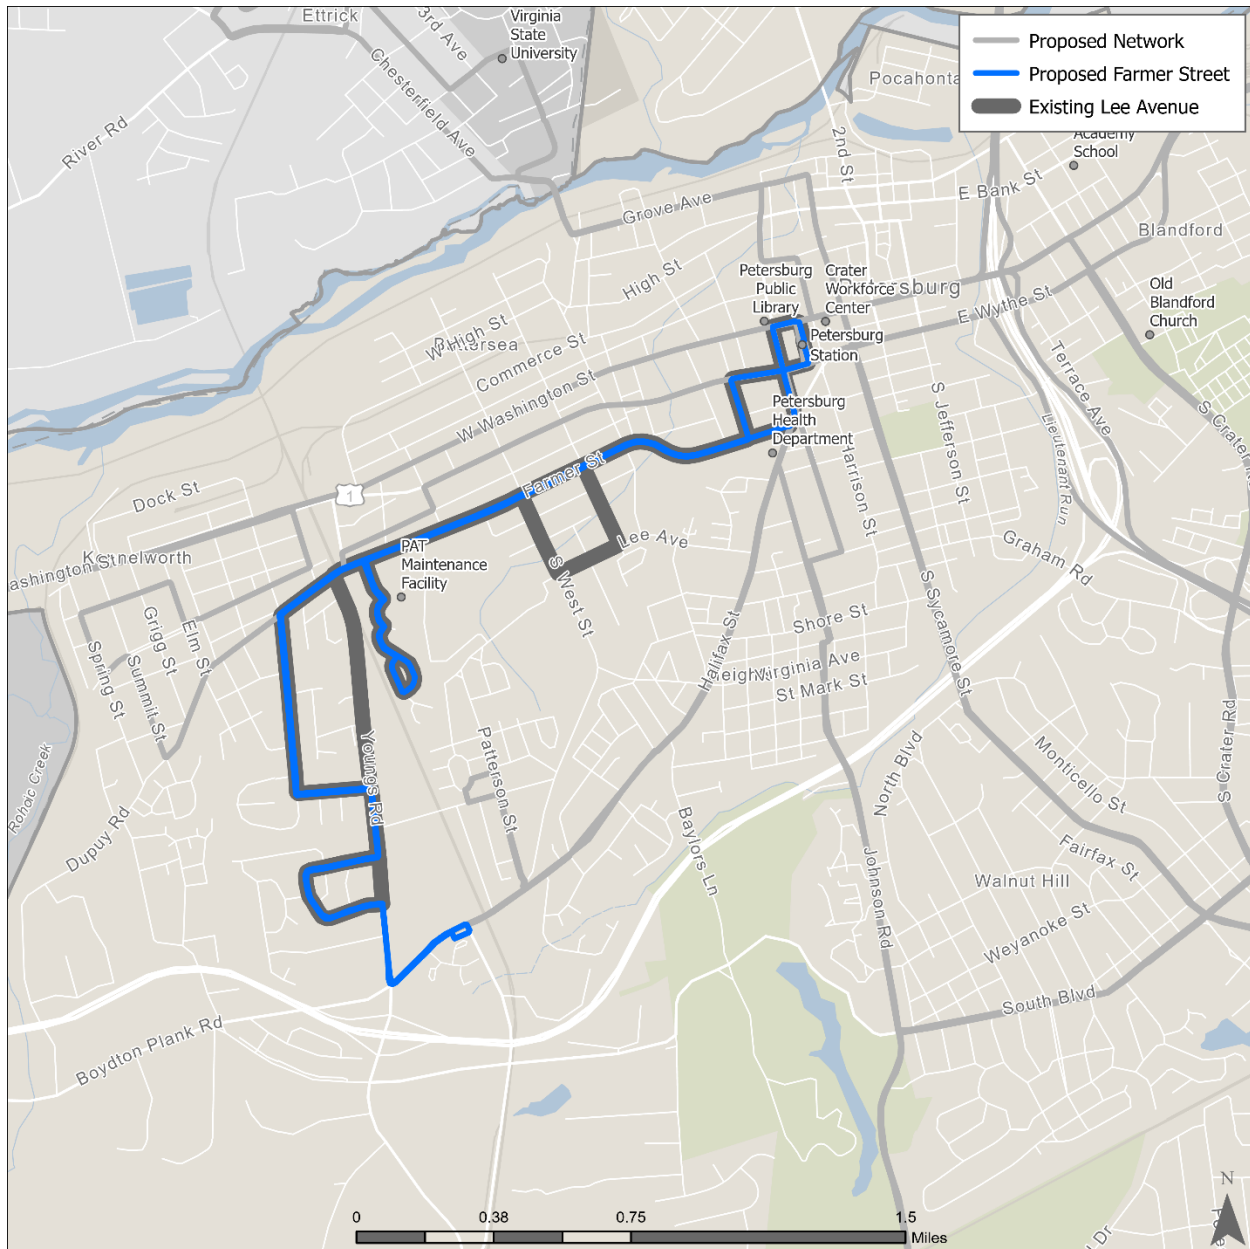 Ettrick
3rd Ave
Virginia
State
University
Chesterfield Ave
River Rd
Proposed Network
Proposed Farmer Street
Existing Lee Avenue
Pocahonta
Academy
School
2nd St
E Bank St
Grove Ave
Blandford
High St
Petersburg
Public
Library
Crater
Workforce
Center
E Wythe St
Old
Blandford
Church
W High St
Commerce St
Petersburg
Station
W Washington St
Terrace Ave
S Crater Rd
Petersburg
Health
Department
S Jefferson St
Lieutenant Run
Harrison St
Farmer St
Dock St
1
Lee Ave
Graham Rd
Washington St
PAT
Maintenance
Facility
S West St
S Sycamore St
Shore St
Halifax St
Virginia Ave
St Mark St
Grigg St
Elm St
Spring St
Summit St
Rohoic Creek
Youngs Rd
Patterson St
North Blvd
Monticello St
S Crater Rd
Dupuy Rd
Baylors Ln
Johnson Rd
Fairfax St
Walnut Hill
Weyanoke St
South Blvd
Boydton Plank Rd
N
0 0.38 0.75 1.5
Miles